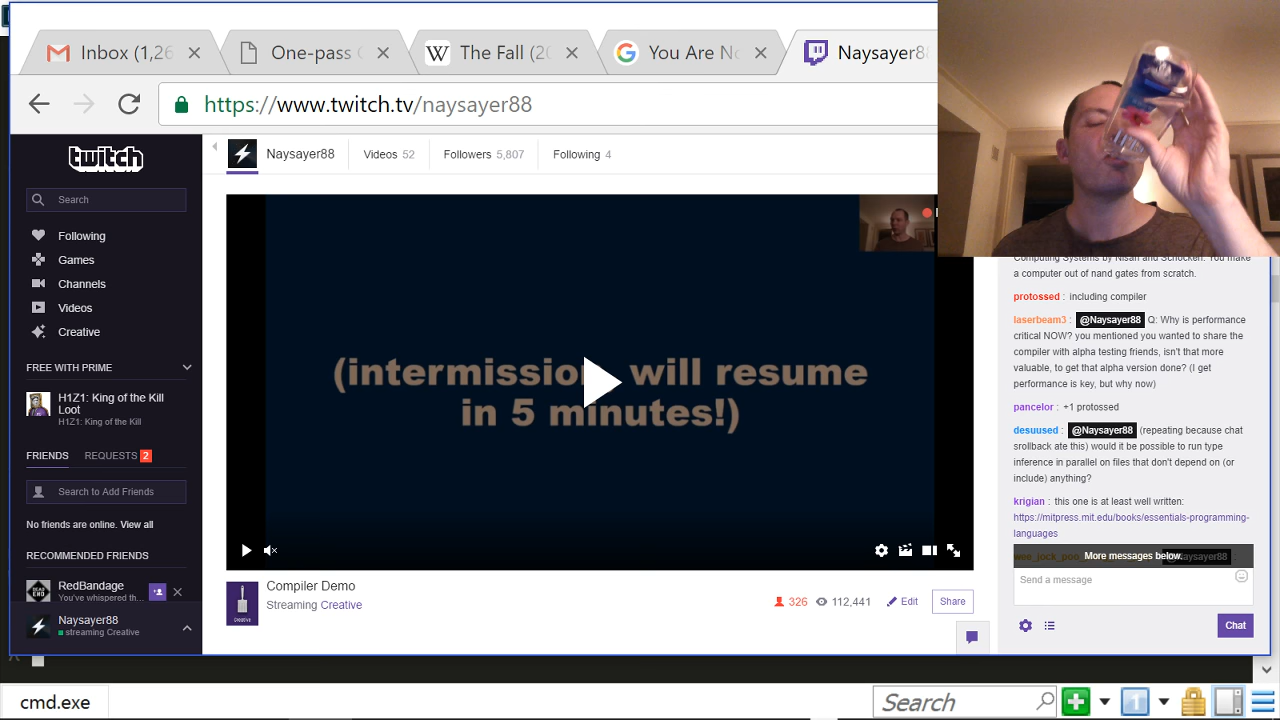 Inbox (1,26
One-pass
The Fall (20
You Are No
Naysayer88
https://www.twitch.tv/naysayer88
twitch
Search
Following
Games
Channels
Videos
Creative
FREE WITH PRIME
H1Z1: King of the Kill
Loot
H1Z1: King of the Kill
FRIENDS REQUESTS 2
Search to Add Friends
No friends are online. View all
RECOMMENDED FRIENDS
RedBandage
You've whispered th...
Naysayer88
streaming Creative
Naysayer88 Videos 52 Followers 5,807 Following 4
(intermission, will resume
in 5 minutes!)
Compiler Demo
Streaming Creative
326 112,441 Edit Share
Computing Systems by Nisan and Schocken. You make
a computer out of nand gates from scratch.
protossed : including compiler
laserbeam3 : @Naysayer88 Q: Why is performance
critical NOW? you mentioned you wanted to share the
compiler with alpha testing friends, isn't that more
valuable, to get that alpha version done? (I get
performance is key, but why now)
pancelor : +1 protossed
desuused : @Naysayer88 (repeating because chat
srollback ate this) would it be possible to run type
inference in parallel on files that don't depend on (or
include) anything?
krigian : this one is at least well written:
https://mitpress.mit.edu/books/essentials-programming-
languages
More messages below.
Send a message
Chat
cmd.exe
Search
1